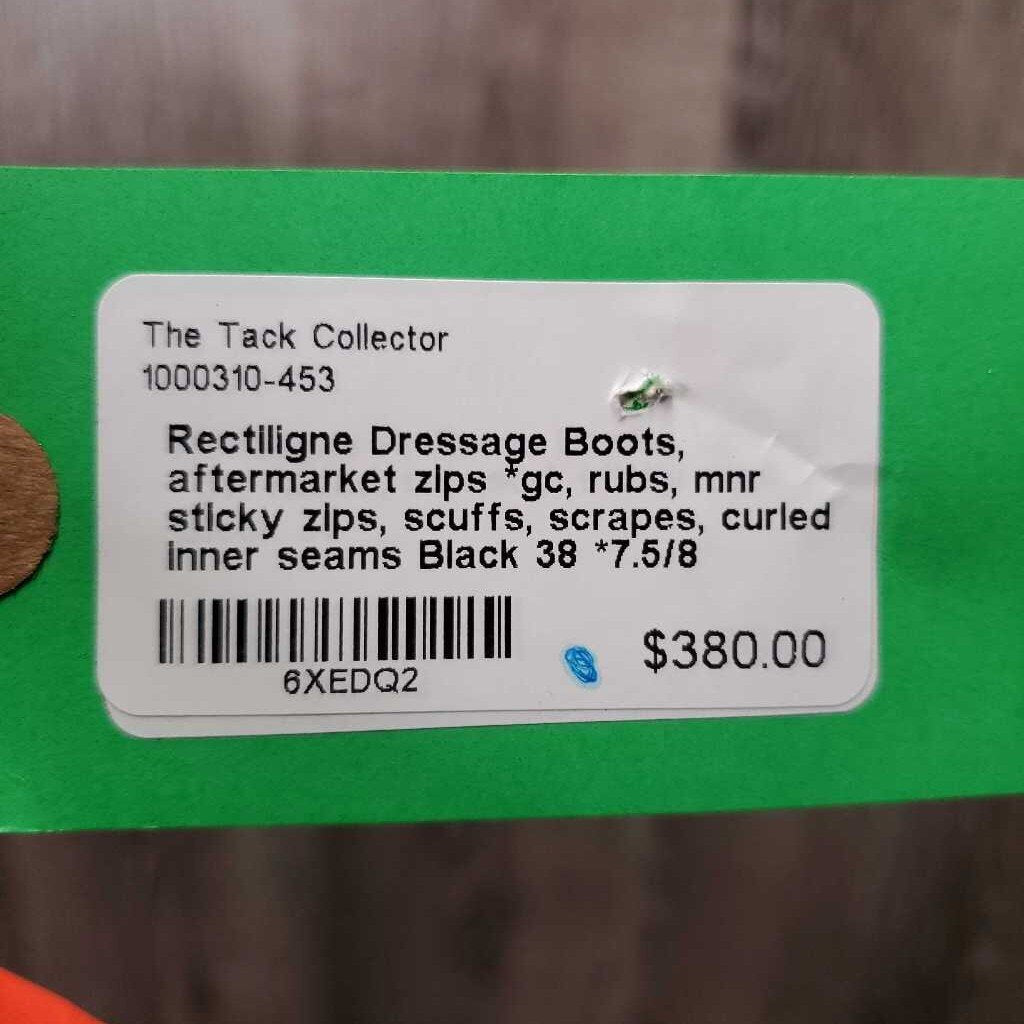 The Tack Collector
1000310-453
Rectiligne Dressage Boots,
aftermarket zips *gc, rubs, mnr
sticky zips, scuffs, scrapes, curled
inner seams Black 38 *7.5/8
6XEDQ2
$380.00